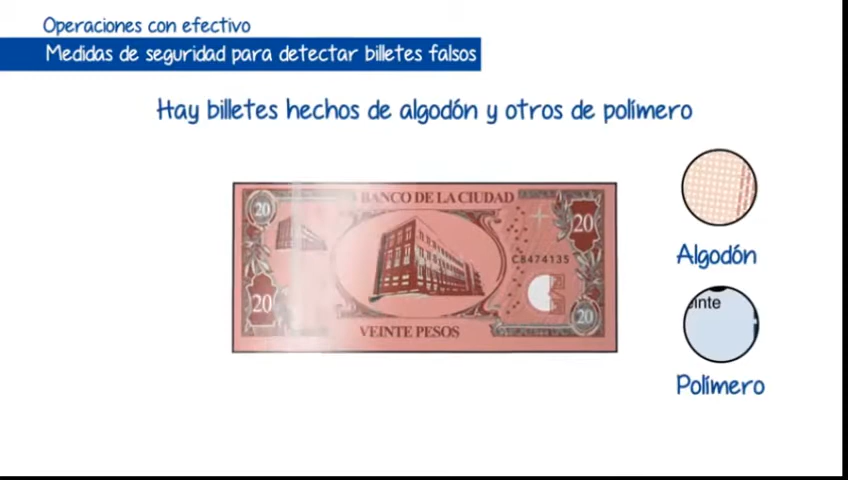 Operaciones con efectivo
Medidas de seguridad para detectar billetes falsos
Hay billetes hechos de algodón y otros de polímero
BANCO DE LA CIUDAD
20
20
C8474135
20
20
VEINTE PESOS
Algodón
inte
Polímero